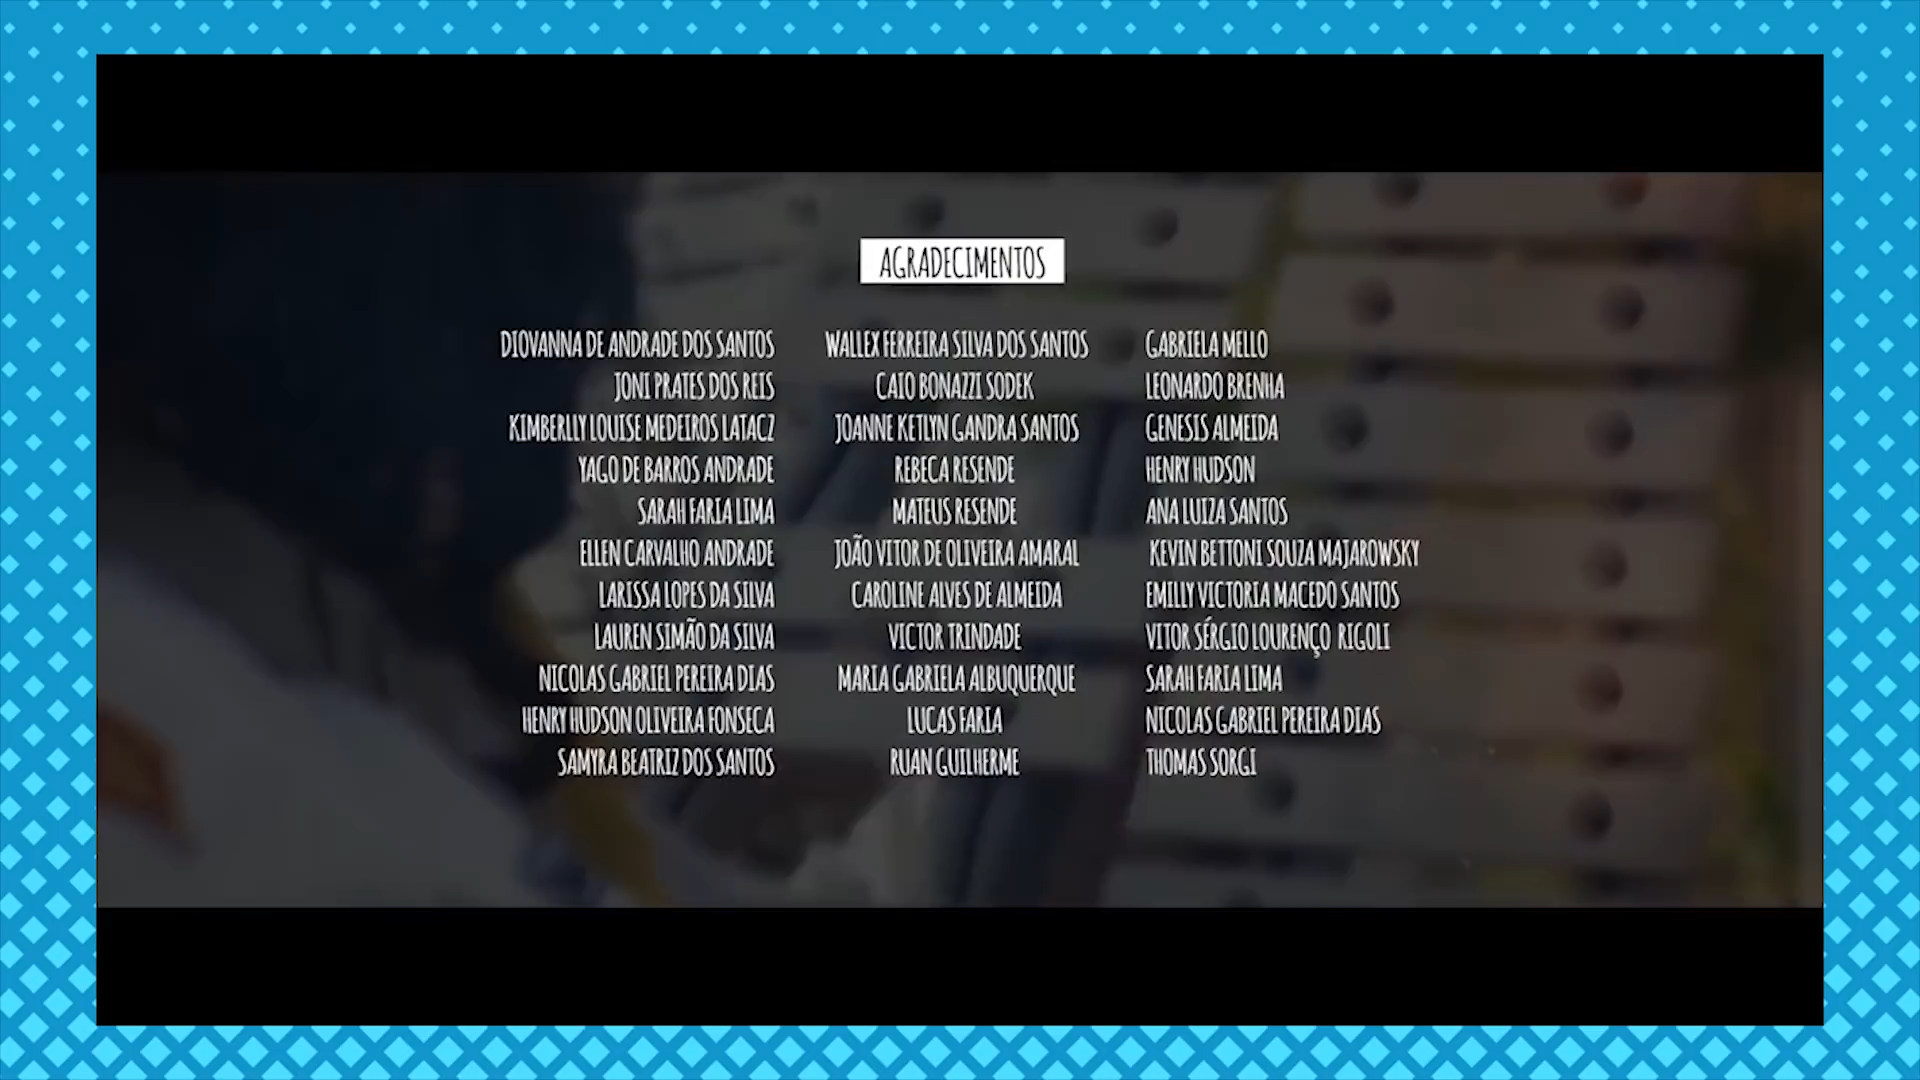 AGRADECIMENTOS
DIOVANNA DE ANDRADE DOS SANTOS
JONI PRATES DOS REIS
KIMBERLLY LOUISE MEDEIROS LATACZ
YAGO DE BARROS ANDRADE
SARAH FARIA LIMA
ELLEN CARVALHO ANDRADE
LARISSA LOPES DA SILVA
LAUREN SIMÃO DA SILVA
NICOLAS GABRIEL PEREIRA DIAS
HENRY HUDSON OLIVEIRA FONSECA
SAMYRA BEATRIZ DOS SANTOS
WALLEX FERREIRA SILVA DOS SANTOS
CAIO BONAZZI SODEK
JOANNE KETLYN GANDRA SANTOS
REBECA RESENDE
MATEUS RESENDE
JOÃO VITOR DE OLIVEIRA AMARAL
CAROLINE ALVES DE ALMEIDA
VICTOR TRINDADE
MARIA GABRIELA ALBUQUERQUE
LUCAS FARIA
RUAN GUILHERME
GABRIELA MELLO
LEONARDO BRENHA
GENESIS ALMEIDA
HENRY HUDSON
ANA LUIZA SANTOS
KEVIN BETTONI SOUZA MAJAROWSKY
EMILLY VICTORIA MACEDO SANTOS
VITOR SÉRGIO LOURENÇO RIGOLI
SARAH FARIA LIMA
NICOLAS GABRIEL PEREIRA DIAS
THOMAS SORGI